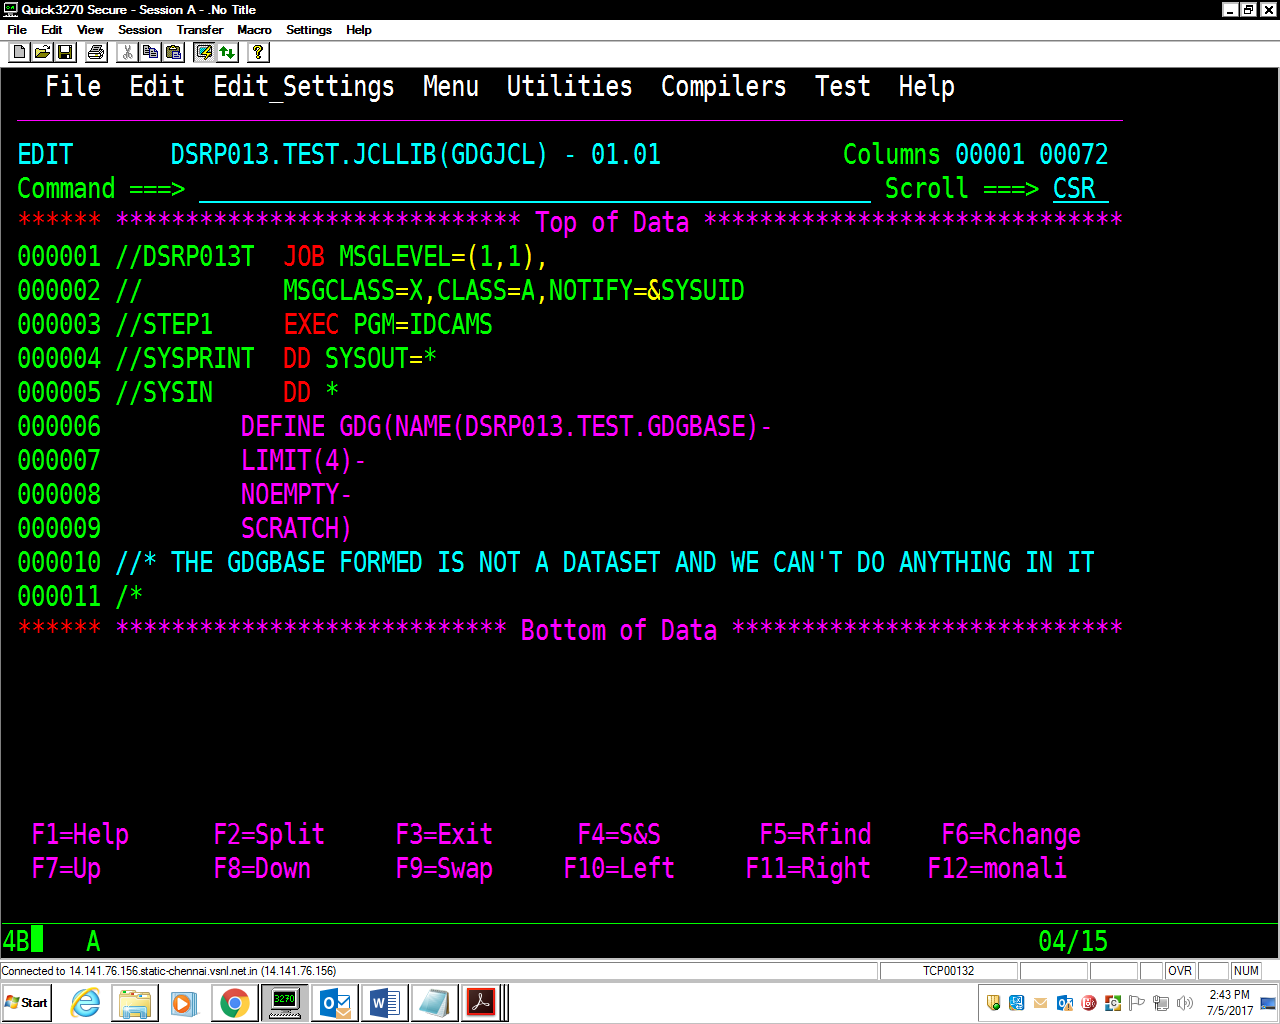 Quick3270 Secure - Session A - .No Title
File Edit View Session Transfer Macro Settings Help
File Edit Edit_Settings Menu Utilities Compilers Test Help
EDIT DSRP013.TEST.JCLLIB(GDGJCL) - 01.01 Columns 00001 00072
Command ===> Scroll ===> CSR
****** ***************************** Top of Data ******************************
000001 //DSRP013T JOB MSGLEVEL=(1,1),
000002 // MSGCLASS=X,CLASS=A,NOTIFY=&SYSUID
000003 //STEP1 EXEC PGM=IDCAMS
000004 //SYSPRINT DD SYSOUT=*
000005 //SYSIN DD *
000006 DEFINE GDG(NAME(DSRP013.TEST.GDGBASE)-
000007 LIMIT(4)-
000008 NOEMPTY-
000009 SCRATCH)
000010 //* THE GDGBASE FORMED IS NOT A DATASET AND WE CAN'T DO ANYTHING IN IT
000011 /*
****** **************************** Bottom of Data ****************************
F1=Help F2=Split F3=Exit F4=S&S F5=Rfind F6=Rchange
F7=Up F8=Down F9=Swap F10=Left F11=Right F12=monali
4B A 04/15
Connected to 14.141.76.156.static-chennai.vsnl.net.in (14.141.76.156) TCP00132 OVR NUM
Start 3270 2:43 PM
7/5/2017